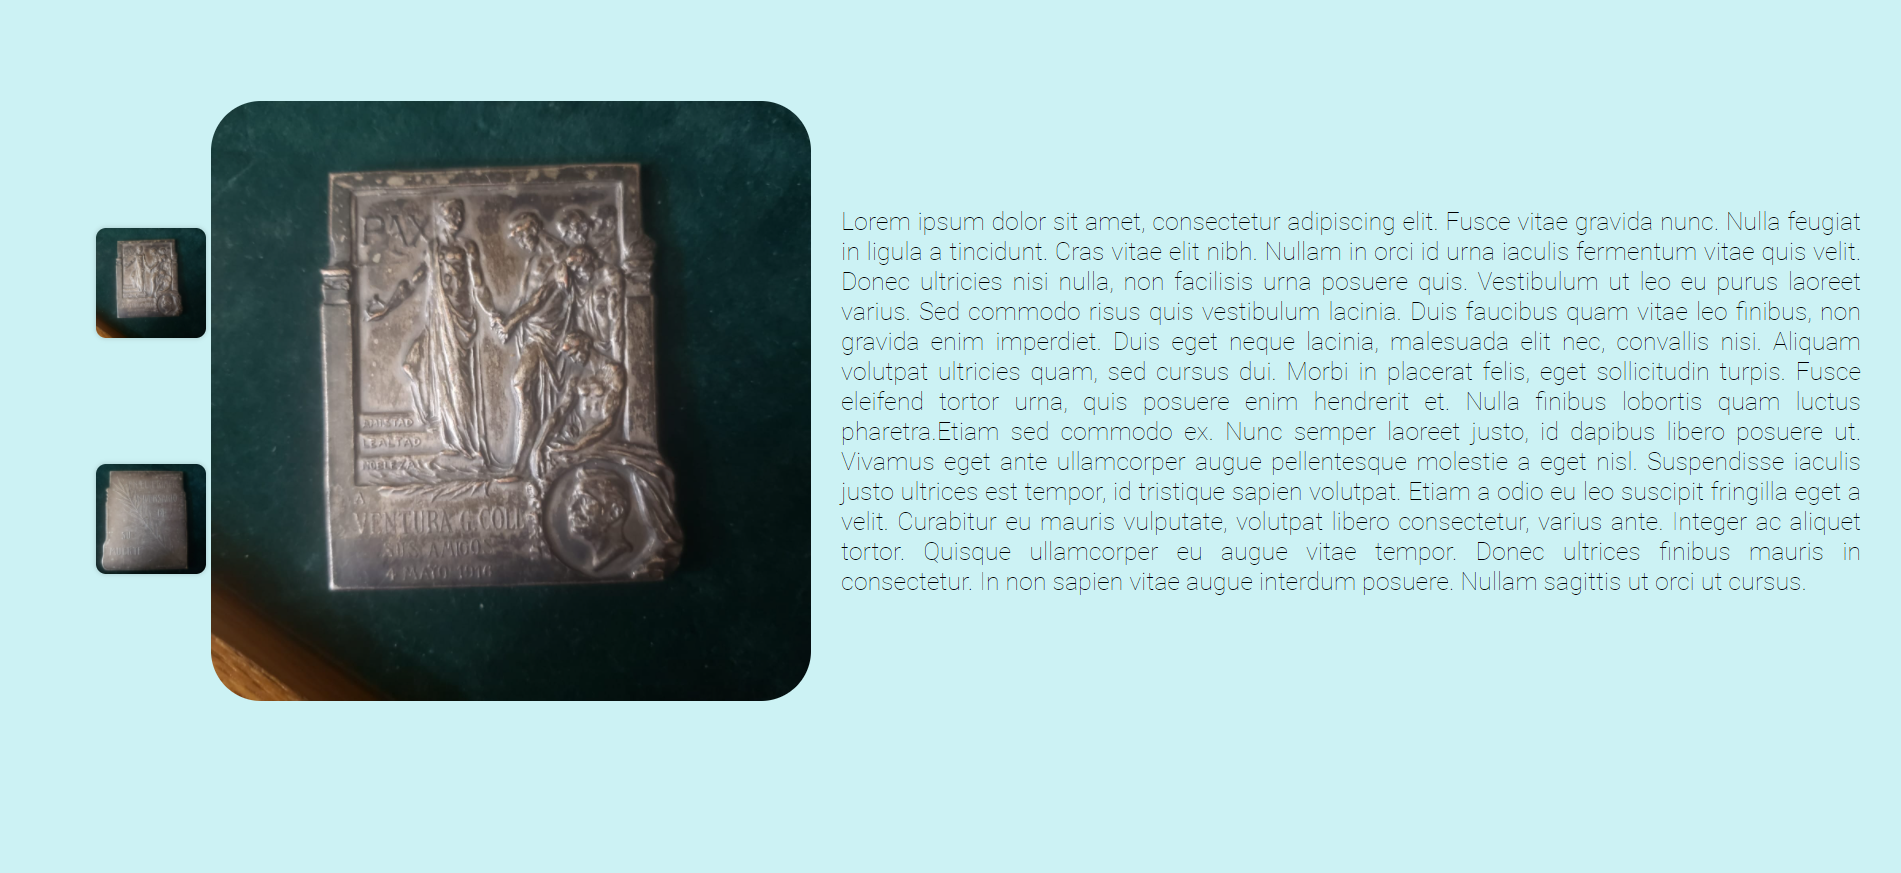 PAX
AMISTAD
LEALTAD
NOBLEZA
A
VENTURA G. COLL
SUS AMIGOS
4 MAYO 1916
Lorem ipsum dolor sit amet, consectetur adipiscing elit. Fusce vitae gravida nunc. Nulla feugiat
in ligula a tincidunt. Cras vitae elit nibh. Nullam in orci id urna iaculis fermentum vitae quis velit.
Donec ultricies nisi nulla, non facilisis urna posuere quis. Vestibulum ut leo eu purus laoreet
varius. Sed commodo risus quis vestibulum lacinia. Duis faucibus quam vitae leo finibus, non
gravida enim imperdiet. Duis eget neque lacinia, malesuada elit nec, convallis nisi. Aliquam
volutpat ultricies quam, sed cursus dui. Morbi in placerat felis, eget sollicitudin turpis. Fusce
eleifend tortor urna, quis posuere enim hendrerit et. Nulla finibus lobortis quam luctus
pharetra.Etiam sed commodo ex. Nunc semper laoreet justo, id dapibus libero posuere ut.
Vivamus eget ante ullamcorper augue pellentesque molestie a eget nisl. Suspendisse iaculis
justo ultrices est tempor, id tristique sapien volutpat. Etiam a odio eu leo suscipit fringilla eget a
velit. Curabitur eu mauris vulputate, volutpat libero consectetur, varius ante. Integer ac aliquet
tortor. Quisque ullamcorper eu augue vitae tempor. Donec ultrices finibus mauris in
consectetur. In non sapien vitae augue interdum posuere. Nullam sagittis ut orci ut cursus.